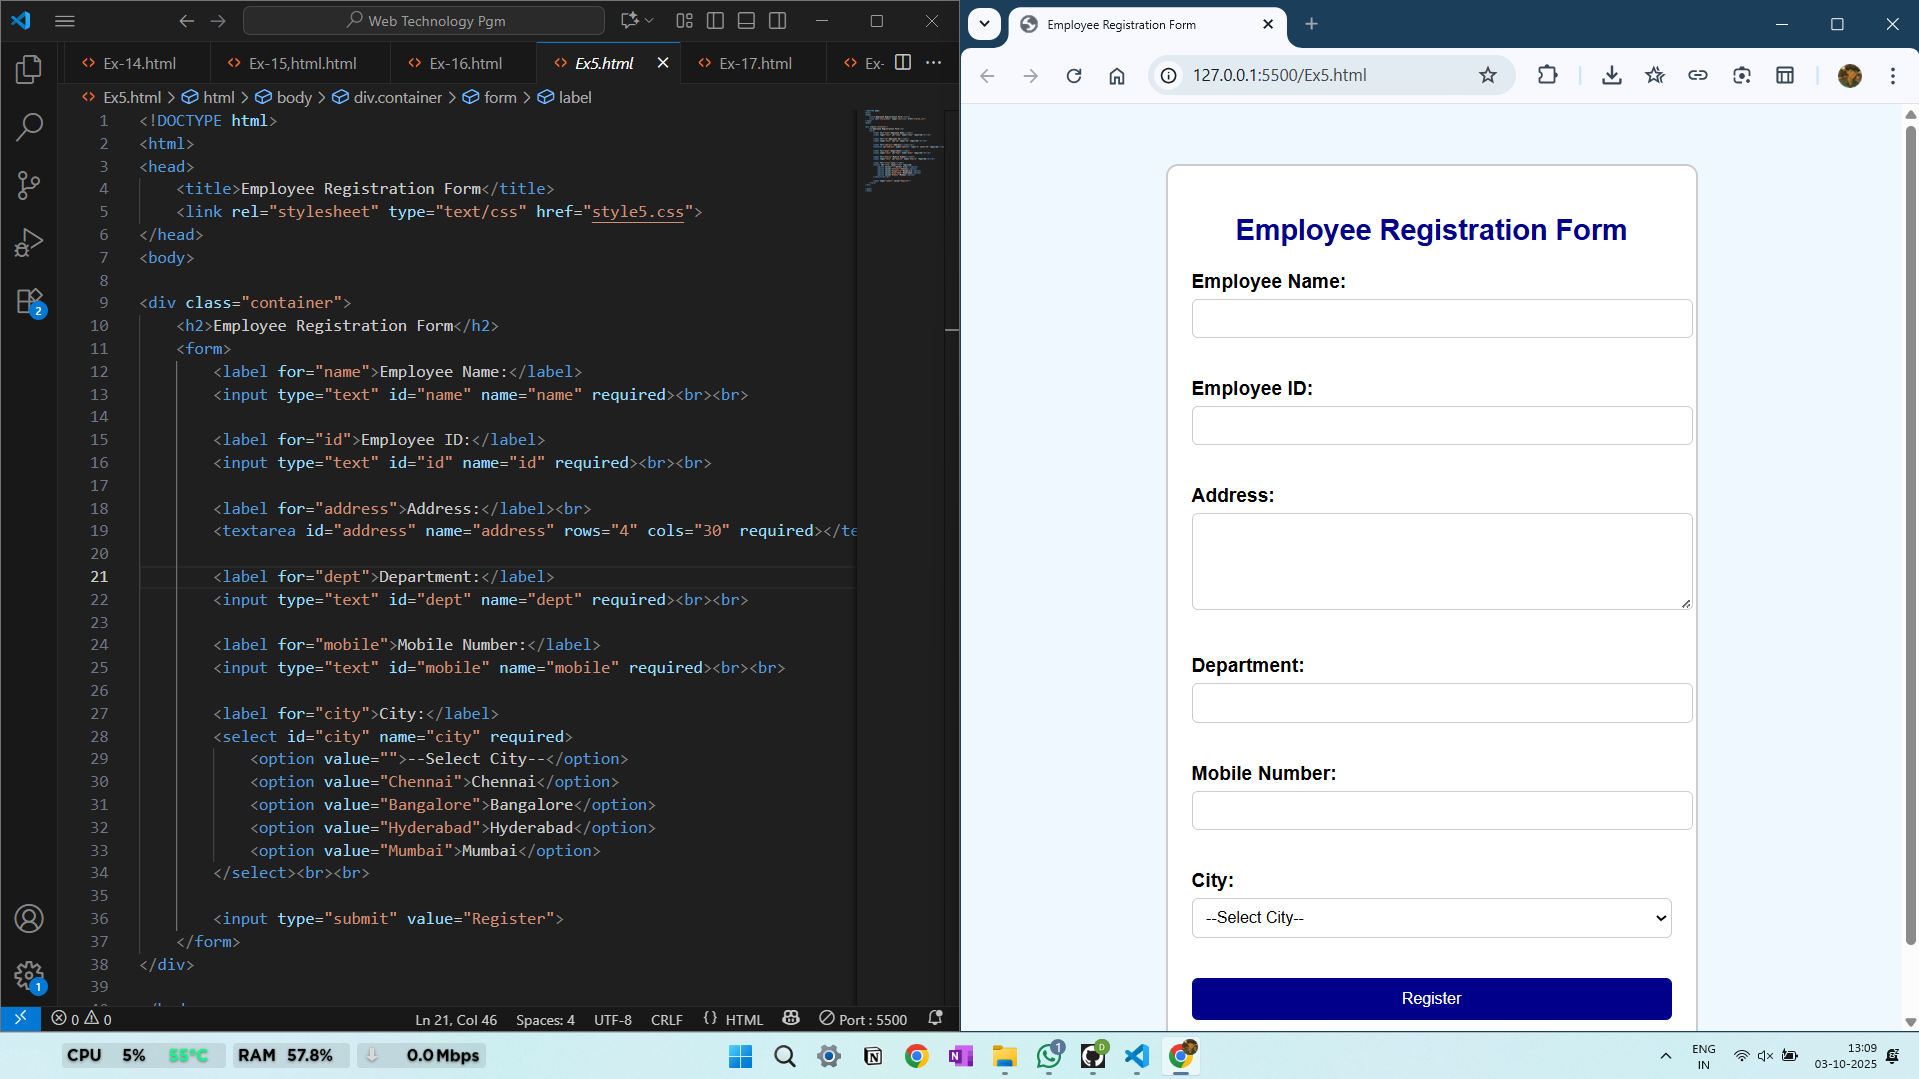 Web Technology Pgm
Ex-14.html
Ex-15,html.html
Ex-16.html
Ex5.html
Ex-17.html
Ex-
Ex5.html > html > body > div.container > form > label
1 <!DOCTYPE html>
2 <html>
3 <head>
4 <title>Employee Registration Form</title>
5 <link rel="stylesheet" type="text/css" href="style5.css">
6 </head>
7 <body>
8
9 <div class="container">
10 <h2>Employee Registration Form</h2>
11 <form>
12 <label for="name">Employee Name:</label>
13 <input type="text" id="name" name="name" required><br><br>
14
15 <label for="id">Employee ID:</label>
16 <input type="text" id="id" name="id" required><br><br>
17
18 <label for="address">Address:</label><br>
19 <textarea id="address" name="address" rows="4" cols="30" required></te
20
21 <label for="dept">Department:</label>
22 <input type="text" id="dept" name="dept" required><br><br>
23
24 <label for="mobile">Mobile Number:</label>
25 <input type="text" id="mobile" name="mobile" required><br><br>
26
27 <label for="city">City:</label>
28 <select id="city" name="city" required>
29 <option value="">--Select City--</option>
30 <option value="Chennai">Chennai</option>
31 <option value="Bangalore">Bangalore</option>
32 <option value="Hyderabad">Hyderabad</option>
33 <option value="Mumbai">Mumbai</option>
34 </select><br><br>
35
36 <input type="submit" value="Register">
37 </form>
38 </div>
39
2
1
0 0
Ln 21, Col 46
Spaces: 4
UTF-8
CRLF
{} HTML
Port : 5500
Employee Registration Form
127.0.0.1:5500/Ex5.html
Employee Registration Form
Employee Name:
Employee ID:
Address:
Department:
Mobile Number:
City:
--Select City--
Register
CPU 5% 55°C
RAM 57.8%
0.0 Mbps
1
D
ENG
IN
13:09
03-10-2025